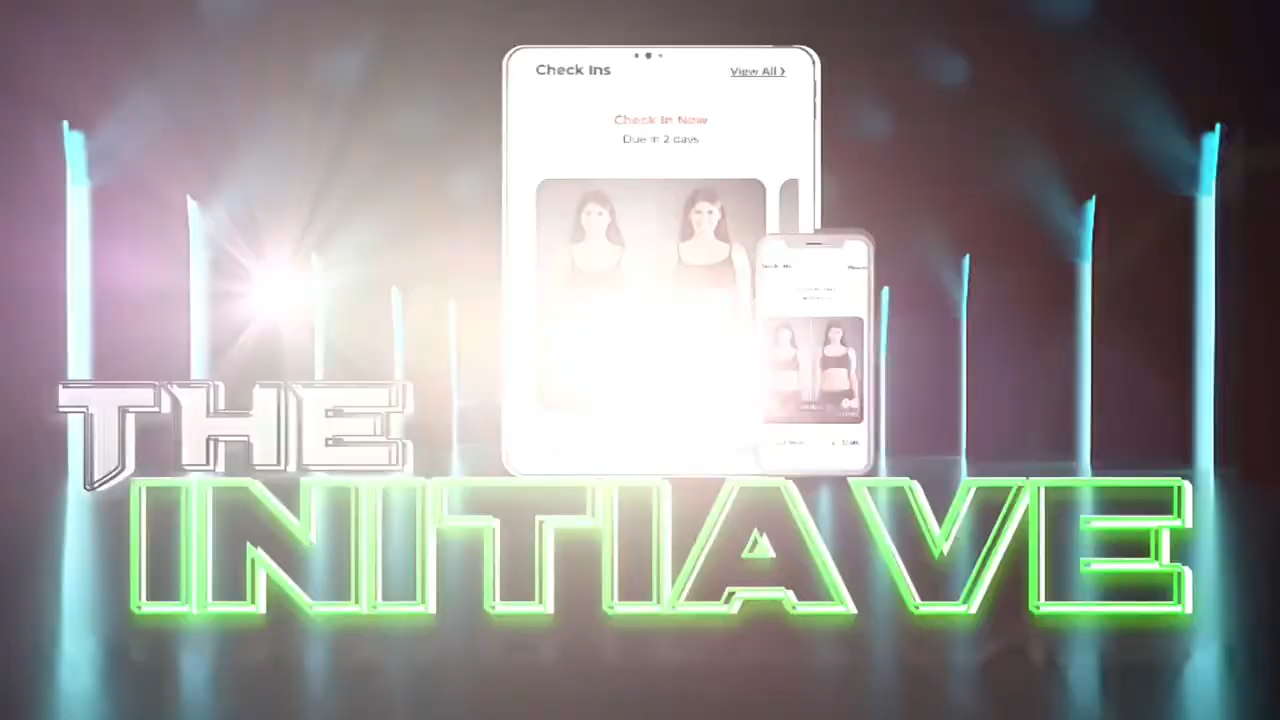 Check Ins
View All >
Check In Now
Due in 2 days
THE
INITIAVE